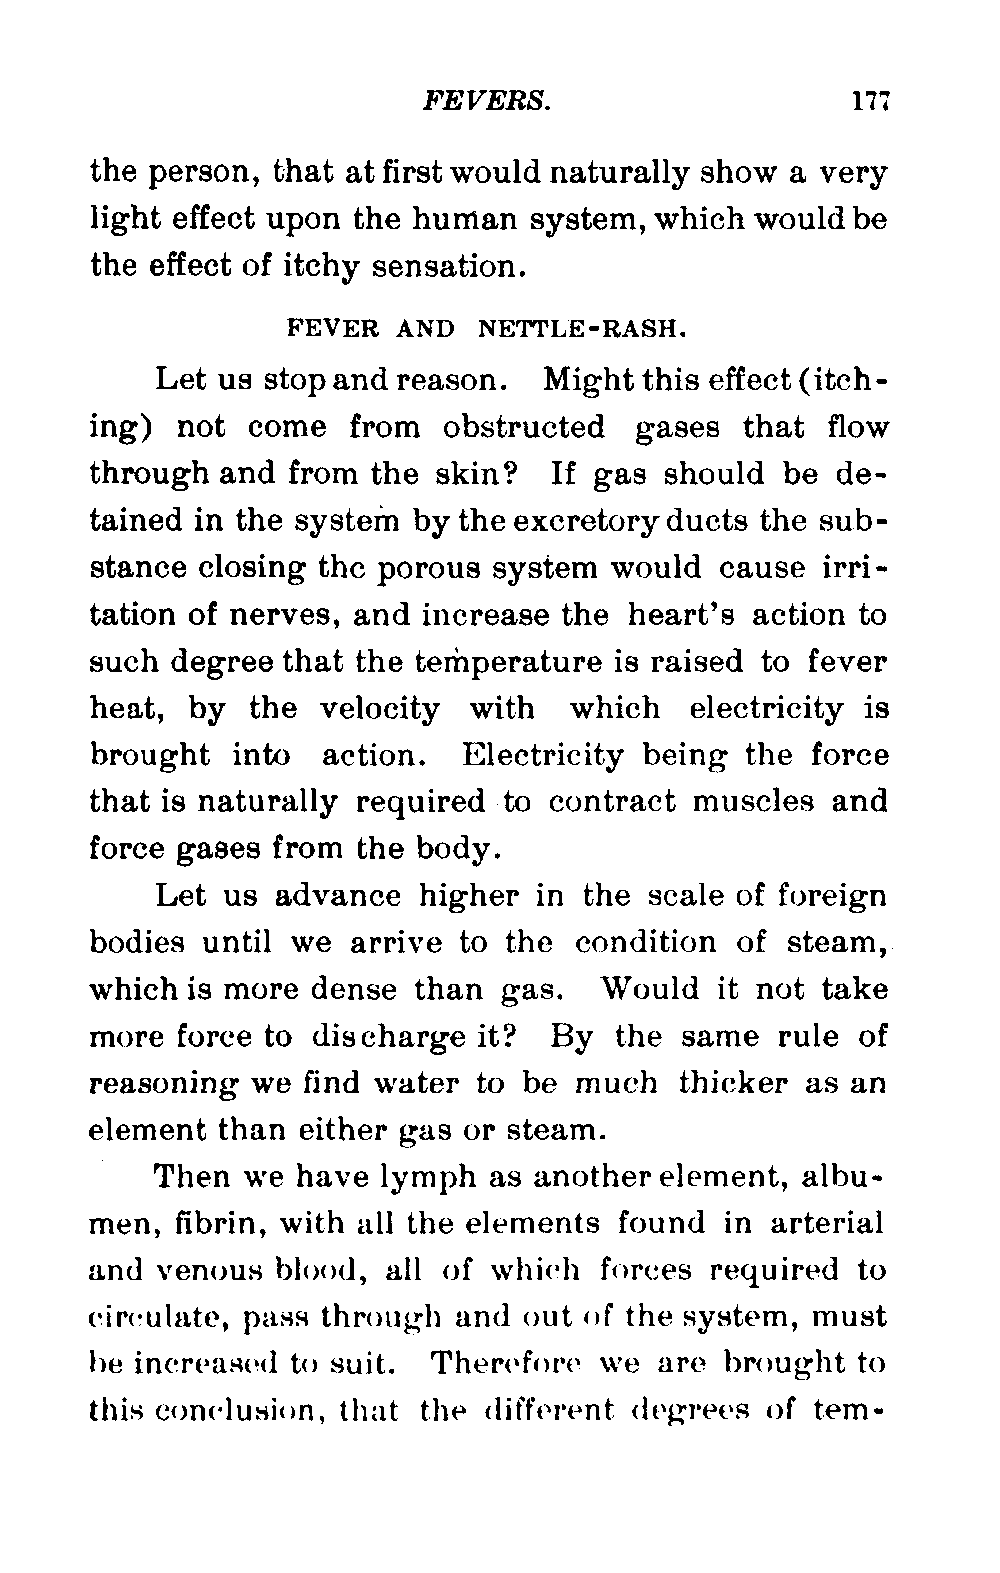 FEVERS. 177
the person, that at first would naturally show a very
light effect upon the human system, which would be
the effect of itchy sensation.
FEVER AND NETTLE-RASH.
Let us stop and reason. Might this effect (itch-
ing) not come from obstructed gases that flow
through and from the skin? If gas should be de-
tained in the system by the excretory ducts the sub-
stance closing the porous system would cause irri-
tation of nerves, and increase the heart's action to
such degree that the temperature is raised to fever
heat, by the velocity with which electricity is
brought into action. Electricity being the force
that is naturally required to contract muscles and
force gases from the body.
Let us advance higher in the scale of foreign
bodies until we arrive to the condition of steam,
which is more dense than gas. Would it not take
more force to discharge it? By the same rule of
reasoning we find water to be much thicker as an
element than either gas or steam.
Then we have lymph as another element, albu-
men, fibrin, with all the elements found in arterial
and venous blood, all of which forces required to
circulate, pass through and out of the system, must
be increased to suit. Therefore we are brought to
this conclusion, that the different degrees of tem-